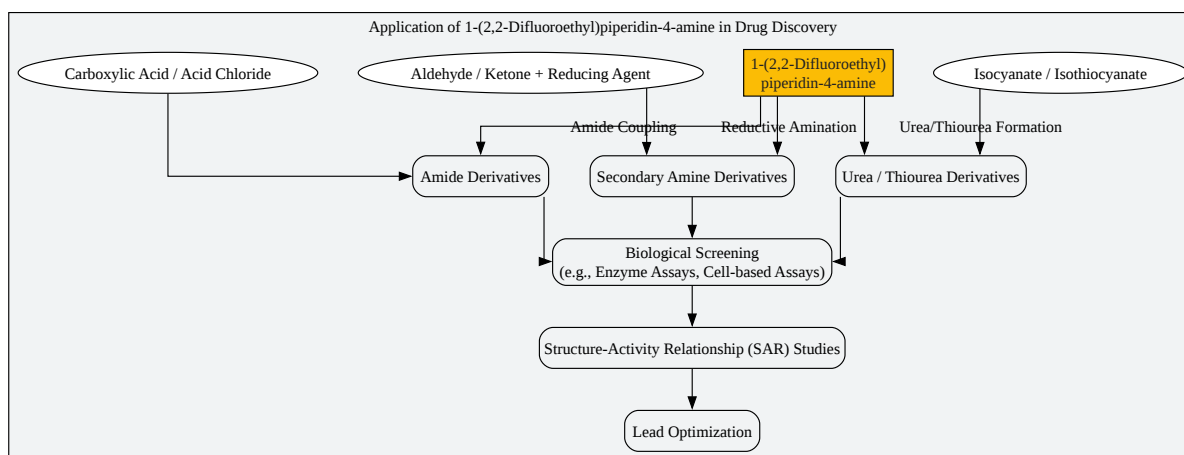 Application of 1-(2,2-Difluoroethyl)piperidin-4-amine in Drug Discovery
Carboxylic Acid / Acid Chloride
Aldehyde / Ketone + Reducing Agent
1-(2,2-Difluoroethyl)
piperidin-4-amine
Isocyanate / Isothiocyanate
Amide Coupling
Reductive Amination
Urea/Thiourea Formation
Amide Derivatives
Secondary Amine Derivatives
Urea / Thiourea Derivatives
Biological Screening
(e.g., Enzyme Assays, Cell-based Assays)
Structure-Activity Relationship (SAR) Studies
Lead Optimization